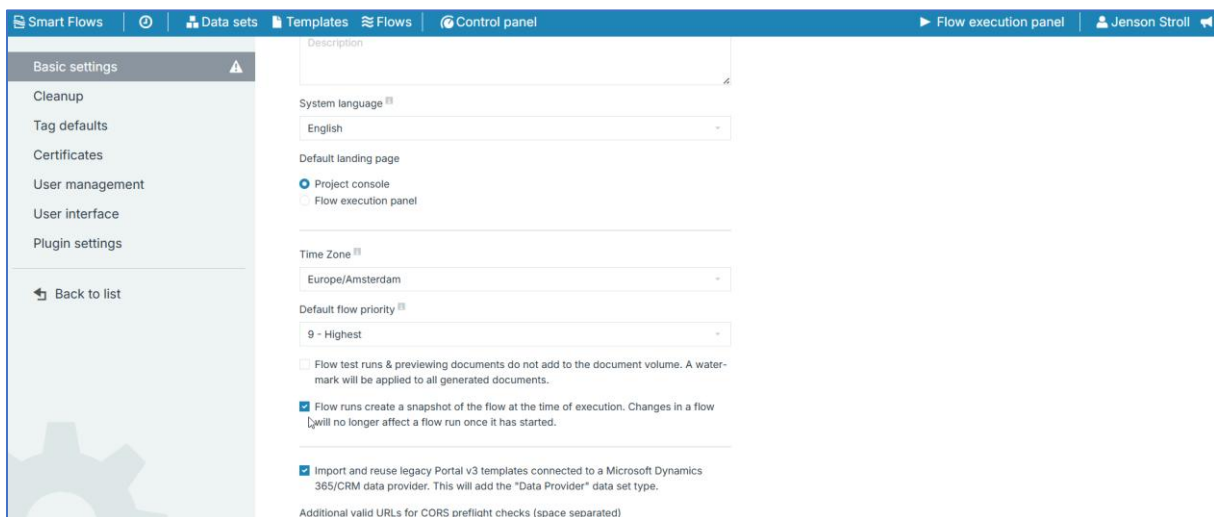 Smart Flows Data sets Templates Flows Control panel Flow execution panel Jenson Stroll
Description
Basic settings
Cleanup
Tag defaults
Certificates
User management
User interface
Plugin settings
Back to list
System language
English
Default landing page
Project console
Flow execution panel
Time Zone
Europe/Amsterdam
Default flow priority
9 - Highest
Flow test runs & previewing documents do not add to the document volume. A water-
mark will be applied to all generated documents.
Flow runs create a snapshot of the flow at the time of execution. Changes in a flow
will no longer affect a flow run once it has started.
Import and reuse legacy Portal v3 templates connected to a Microsoft Dynamics
365/CRM data provider. This will add the "Data Provider" data set type.
Additional valid URLs for CORS preflight checks (space separated)